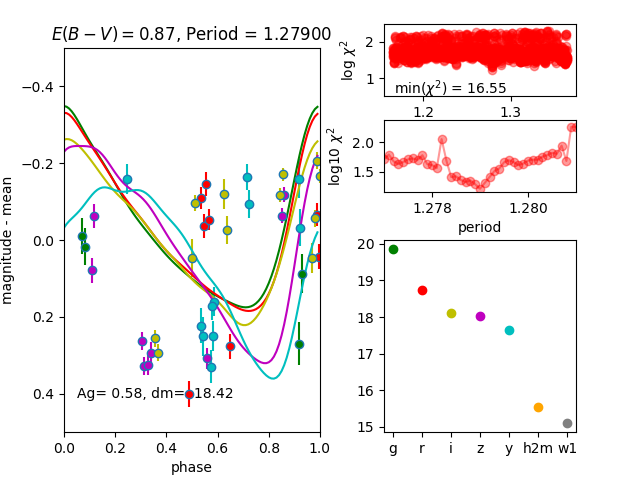 E(B − V) = 0.87, Period = 1.27900
magnitude - mean
−0.4
−0.2
0.0
0.2
0.4
Ag= 0.58, dm= 18.42
0.0 0.2 0.4 0.6 0.8 1.0
phase
log χ²
2
1
min(χ²) = 16.55
1.2 1.3
log10 χ²
2.0
1.5
1.278 1.280
period
20
19
18
17
16
15
g r i z y h2m w1